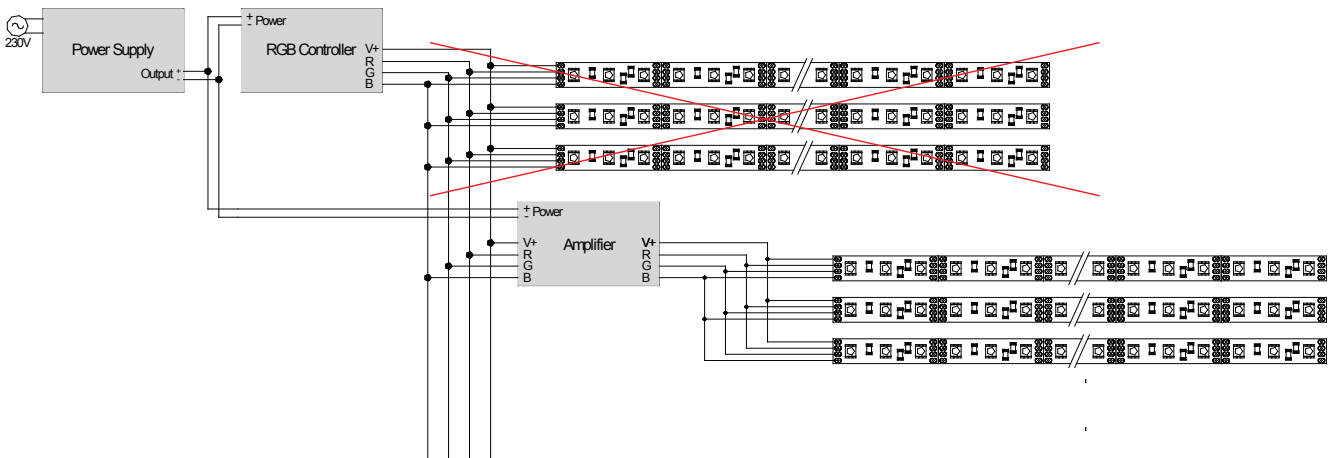 230V
Power Supply
Output +
-
+ Power
-
RGB Controller
V+
R
G
B
+ Power
-
Amplifier
V+
R
G
B
V+
R
G
B